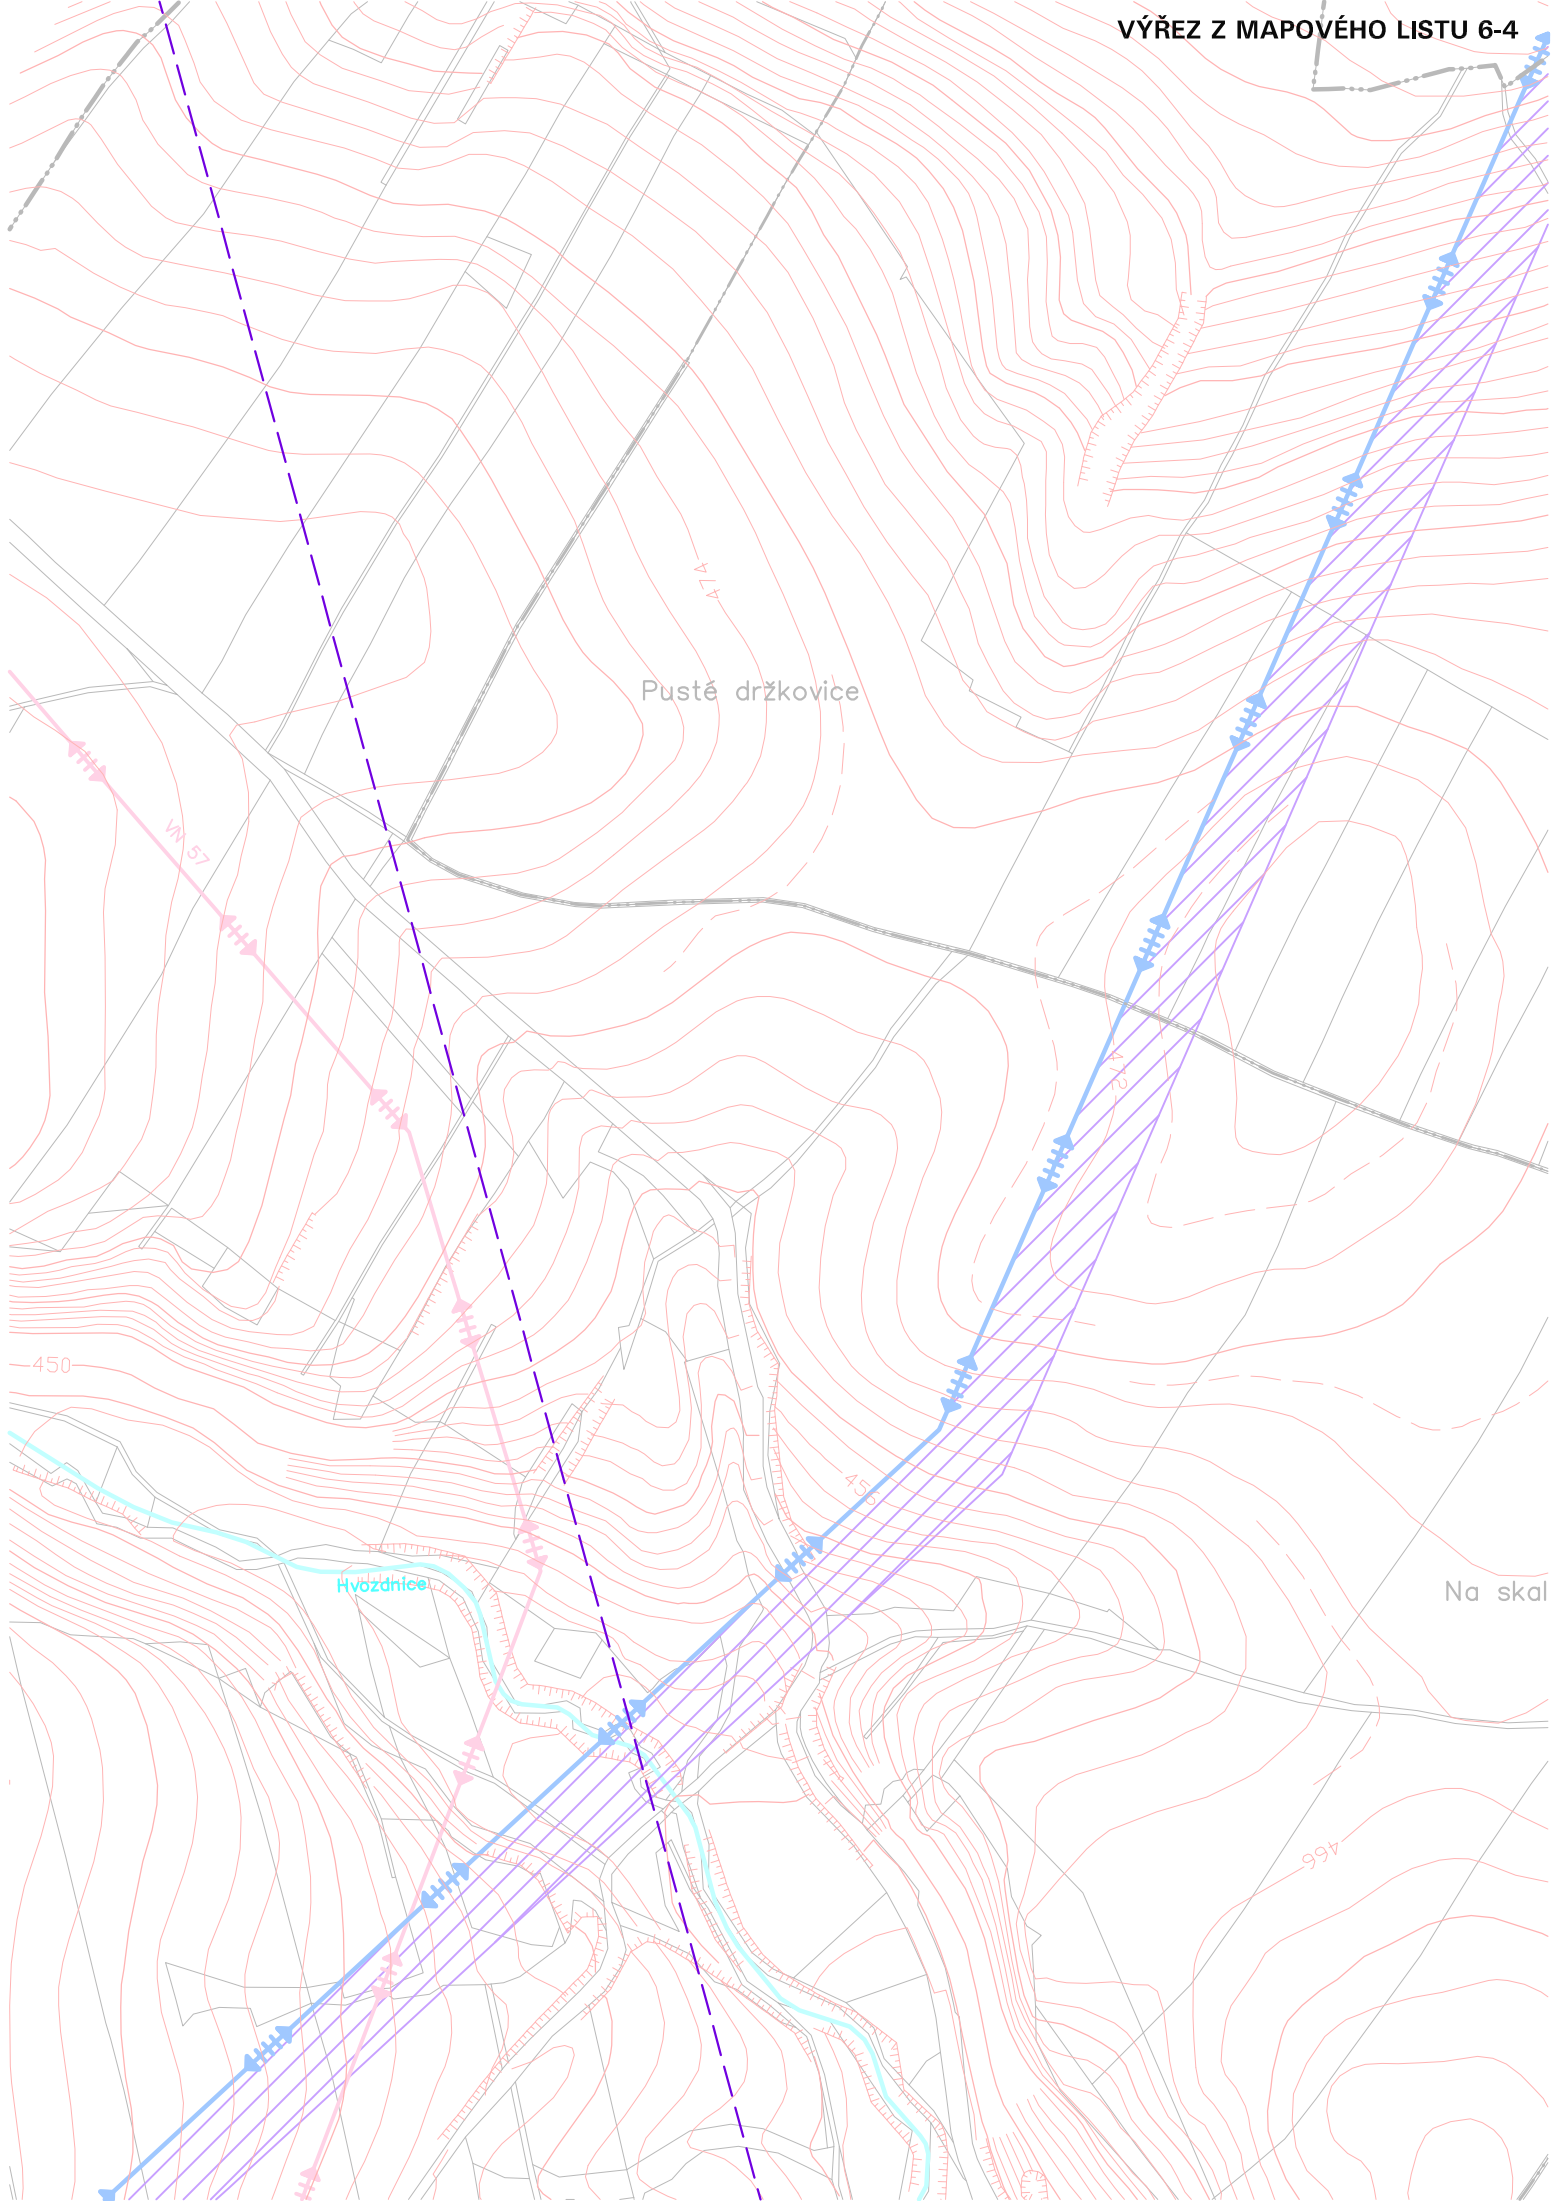 VÝŘEZ Z MAPOVÉHO LISTU 6-4
474
Pusté držkovice
VN 57
472
450
456
Hvozdnice
Na skal
466